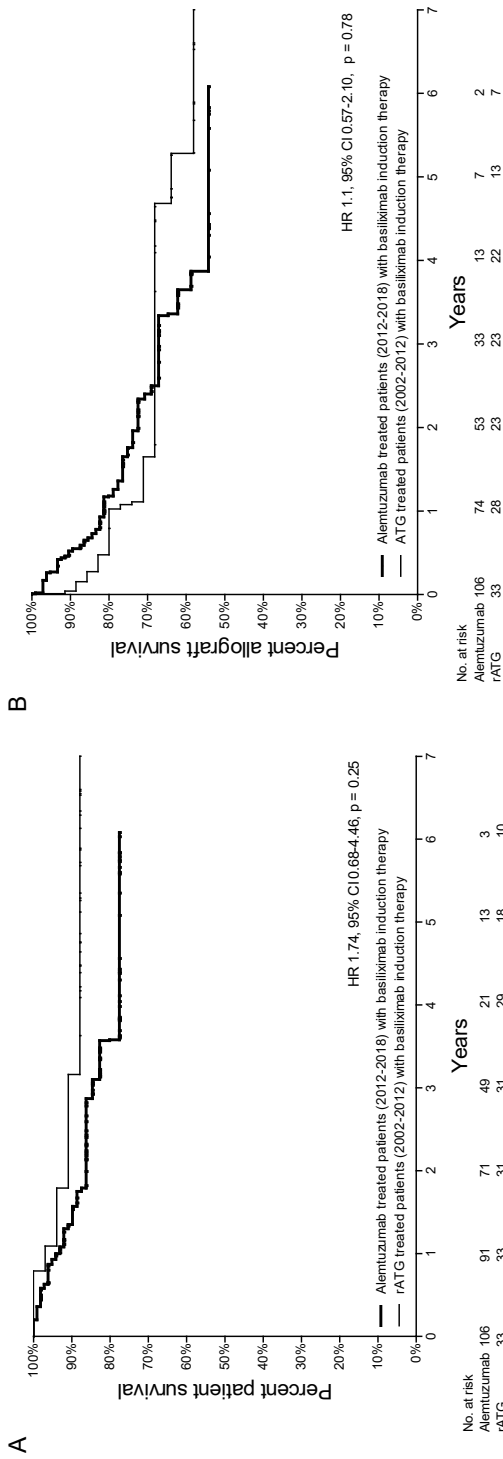 A
Percent patient survival
100%
90%
80%
70%
60%
50%
40%
30%
20%
10%
0%
HR 1.74, 95% CI 0.68-4.46, p = 0.25
Alemtuzumab treated patients (2012-2018) with basiliximab induction therapy
rATG treated patients (2002-2012) with basiliximab induction therapy
0 1 2 3 4 5 6 7
Years
No. at risk
Alemtuzumab 106 91 71 49 21 13 3
rATG 33 33 31 31 29 18 10
B
Percent allograft survival
100%
90%
80%
70%
60%
50%
40%
30%
20%
10%
0%
HR 1.1, 95% CI 0.57-2.10, p = 0.78
Alemtuzumab treated patients (2012-2018) with basiliximab induction therapy
ATG treated patients (2002-2012) with basiliximab induction therapy
0 1 2 3 4 5 6 7
Years
No. at risk
Alemtuzumab 106 74 53 33 13 7 2
rATG 33 28 23 23 22 13 7